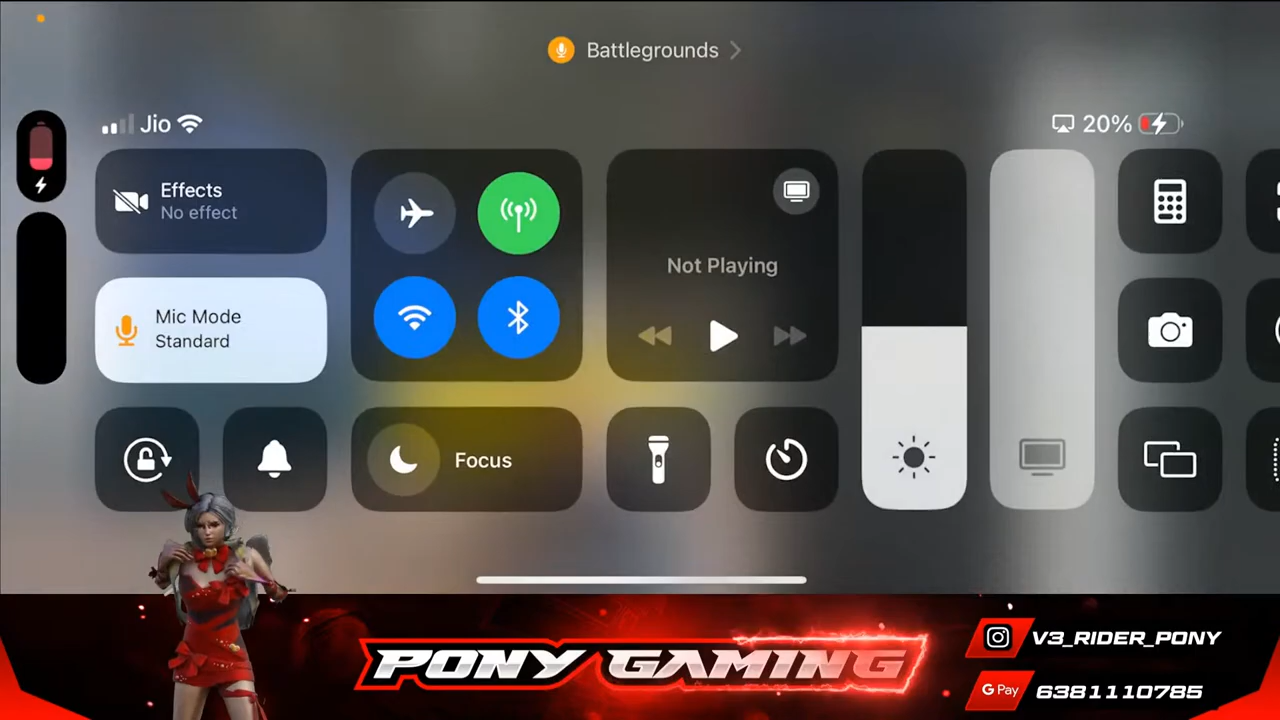 Battlegrounds
Jio
20%
Effects
No effect
Mic Mode
Standard
Not Playing
Focus
PONY GAMING
V3_RIDER_PONY
G Pay
6381110785